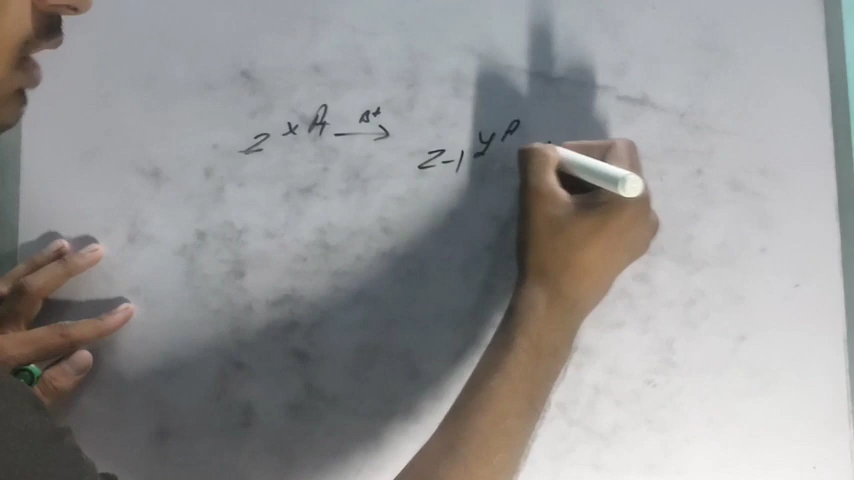 Z X A β+ → Z-1 Y A